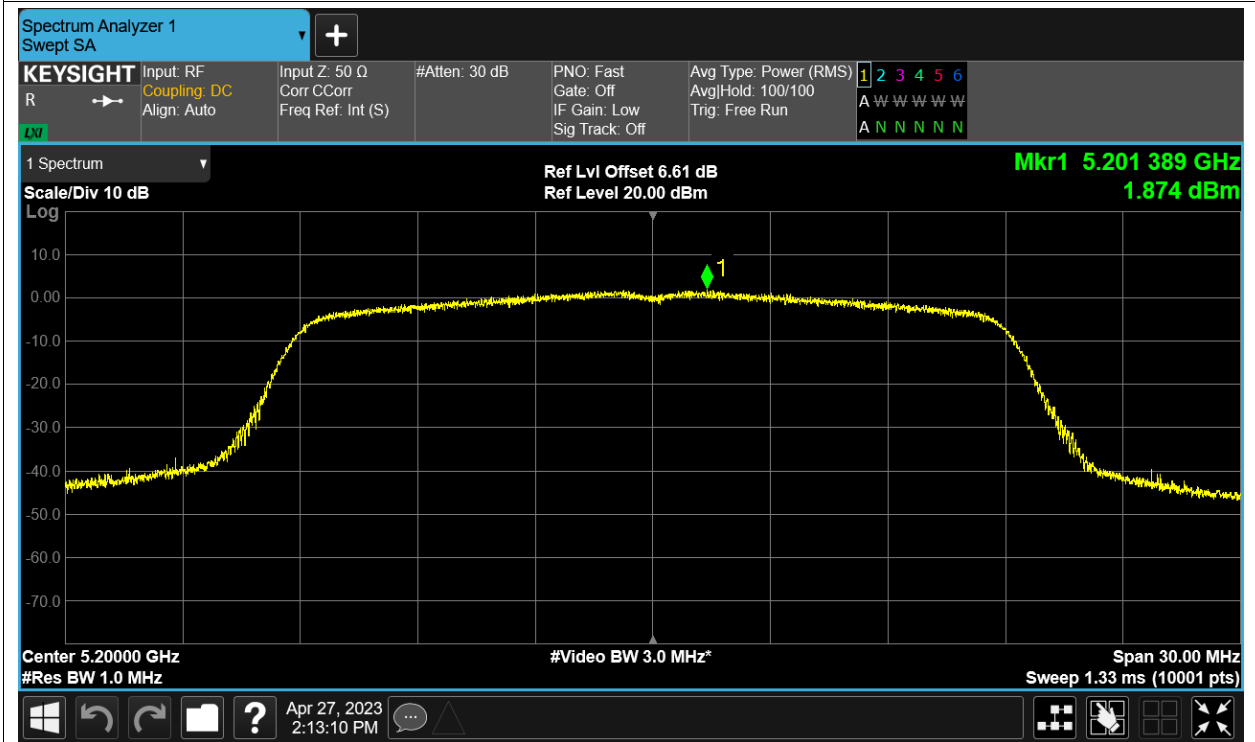 Spectrum Analyzer 1
Swept SA
+
KEYSIGHT
R
LXI
Input: RF
Coupling: DC
Align: Auto
Input Z: 50 Ω
Corr CCorr
Freq Ref: Int (S)
#Atten: 30 dB
PNO: Fast
Gate: Off
IF Gain: Low
Sig Track: Off
Avg Type: Power (RMS)
Avg|Hold: 100/100
Trig: Free Run
1 2 3 4 5 6
A W W W W W
A N N N N N
1 Spectrum
Scale/Div 10 dB
Log
Ref Lvl Offset 6.61 dB
Ref Level 20.00 dBm
Mkr1 5.201 389 GHz
1.874 dBm
1
10.0
0.00
-10.0
-20.0
-30.0
-40.0
-50.0
-60.0
-70.0
Center 5.20000 GHz
#Res BW 1.0 MHz
#Video BW 3.0 MHz*
Span 30.00 MHz
Sweep 1.33 ms (10001 pts)
?
Apr 27, 2023
2:13:10 PM